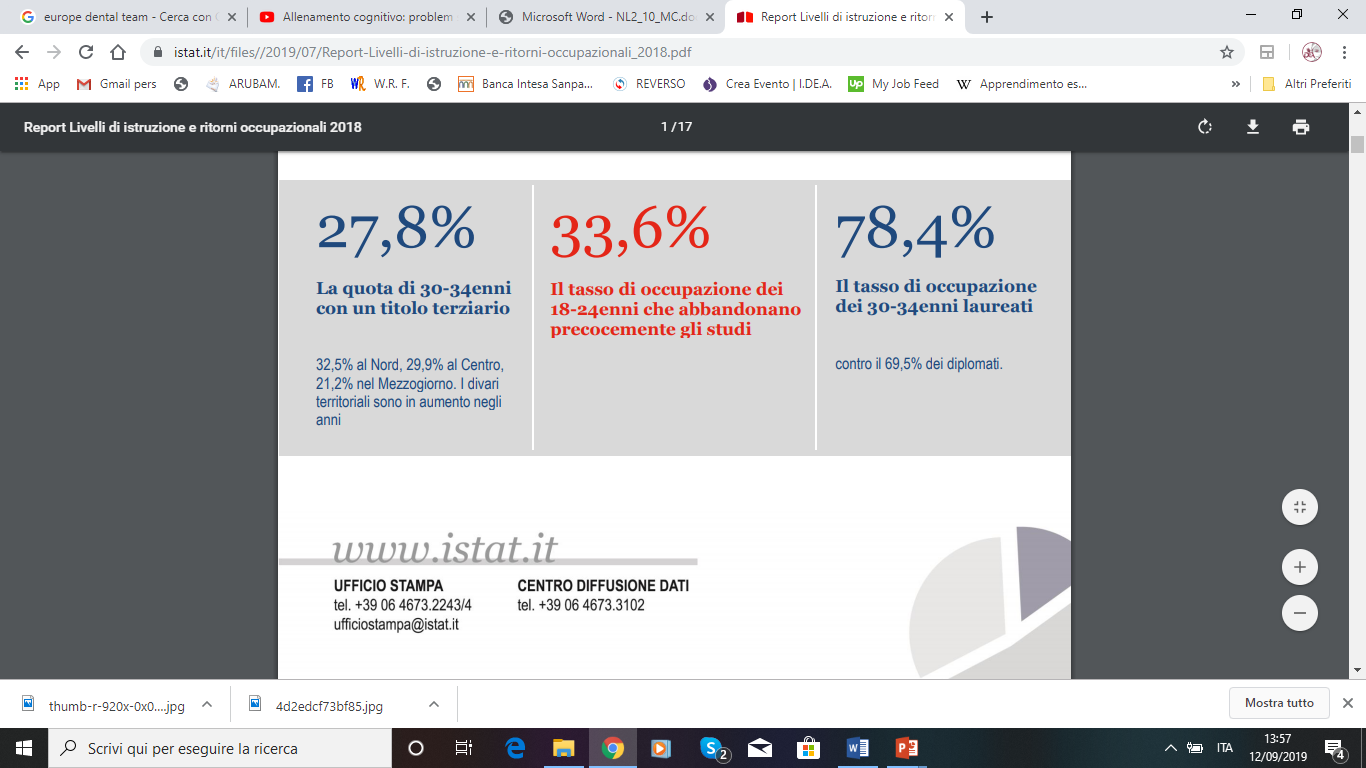 europe dental team - Cerca con G
Allenamento cognitivo: problem
Microsoft Word - NL2_10_MC.do
Report Livelli di istruzione e ritorn
istat.it/it/files//2019/07/Report-Livelli-di-istruzione-e-ritorni-occupazionali_2018.pdf
App
Gmail pers
ARUBAM.
FB
W.R. F.
Banca Intesa Sanpa...
REVERSO
Crea Evento | I.DE.A.
My Job Feed
Apprendimento es...
»
Altri Preferiti
Report Livelli di istruzione e ritorni occupazionali 2018
1 / 17
27,8%
La quota di 30-34enni
con un titolo terziario
32,5% al Nord, 29,9% al Centro,
21,2% nel Mezzogiorno. I divari
territoriali sono in aumento negli
anni
33,6%
Il tasso di occupazione dei
18-24enni che abbandonano
precocemente gli studi
78,4%
Il tasso di occupazione
dei 30-34enni laureati
contro il 69,5% dei diplomati.
www.istat.it
UFFICIO STAMPA
tel. +39 06 4673.2243/4
ufficiostampa@istat.it
CENTRO DIFFUSIONE DATI
tel. +39 06 4673.3102
thumb-r-920x-0x0....jpg
4d2edcf73bf85.jpg
Mostra tutto
Scrivi qui per eseguire la ricerca
2
ITA
13:57
12/09/2019
4